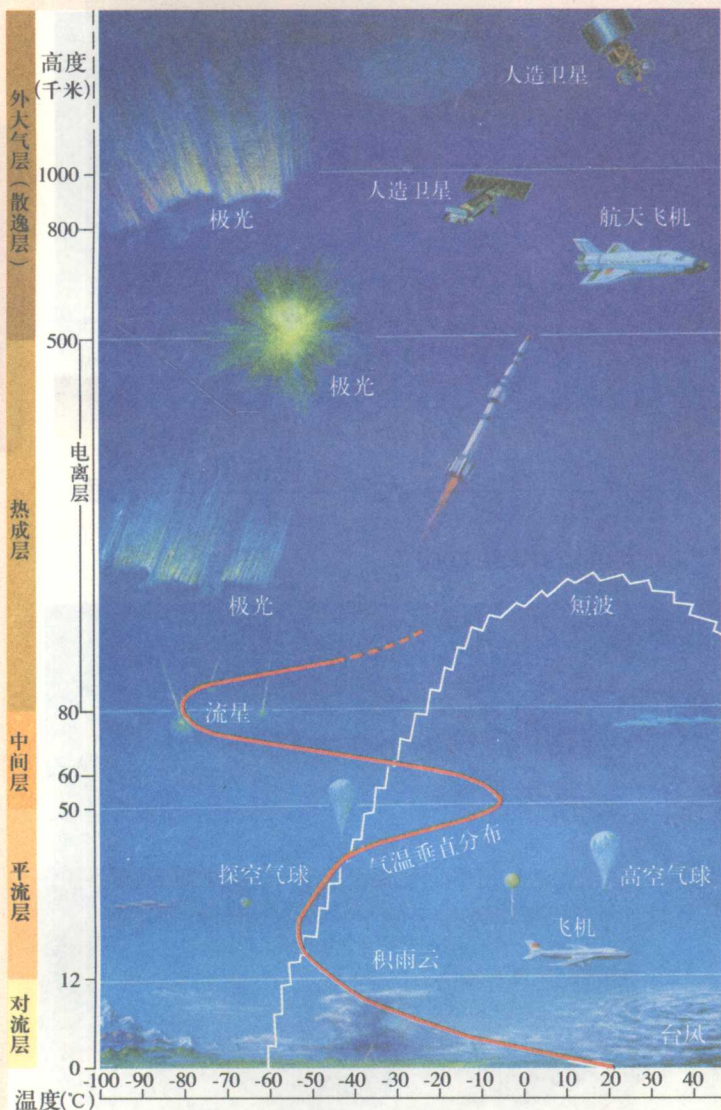 高度
(千米)
外大气层（散逸层）
人造卫星
1000
人造卫星
极光
航天飞机
800
500
极光
电离层
热成层
极光
短波
80
流星
中间层
60
50
气温垂直分布
探空气球
高空气球
平流层
飞机
积雨云
12
对流层
台风
0
温度(℃)
-100 -90 -80 -70 -60 -50 -40 -30 -20 -10 0 10 20 30 40